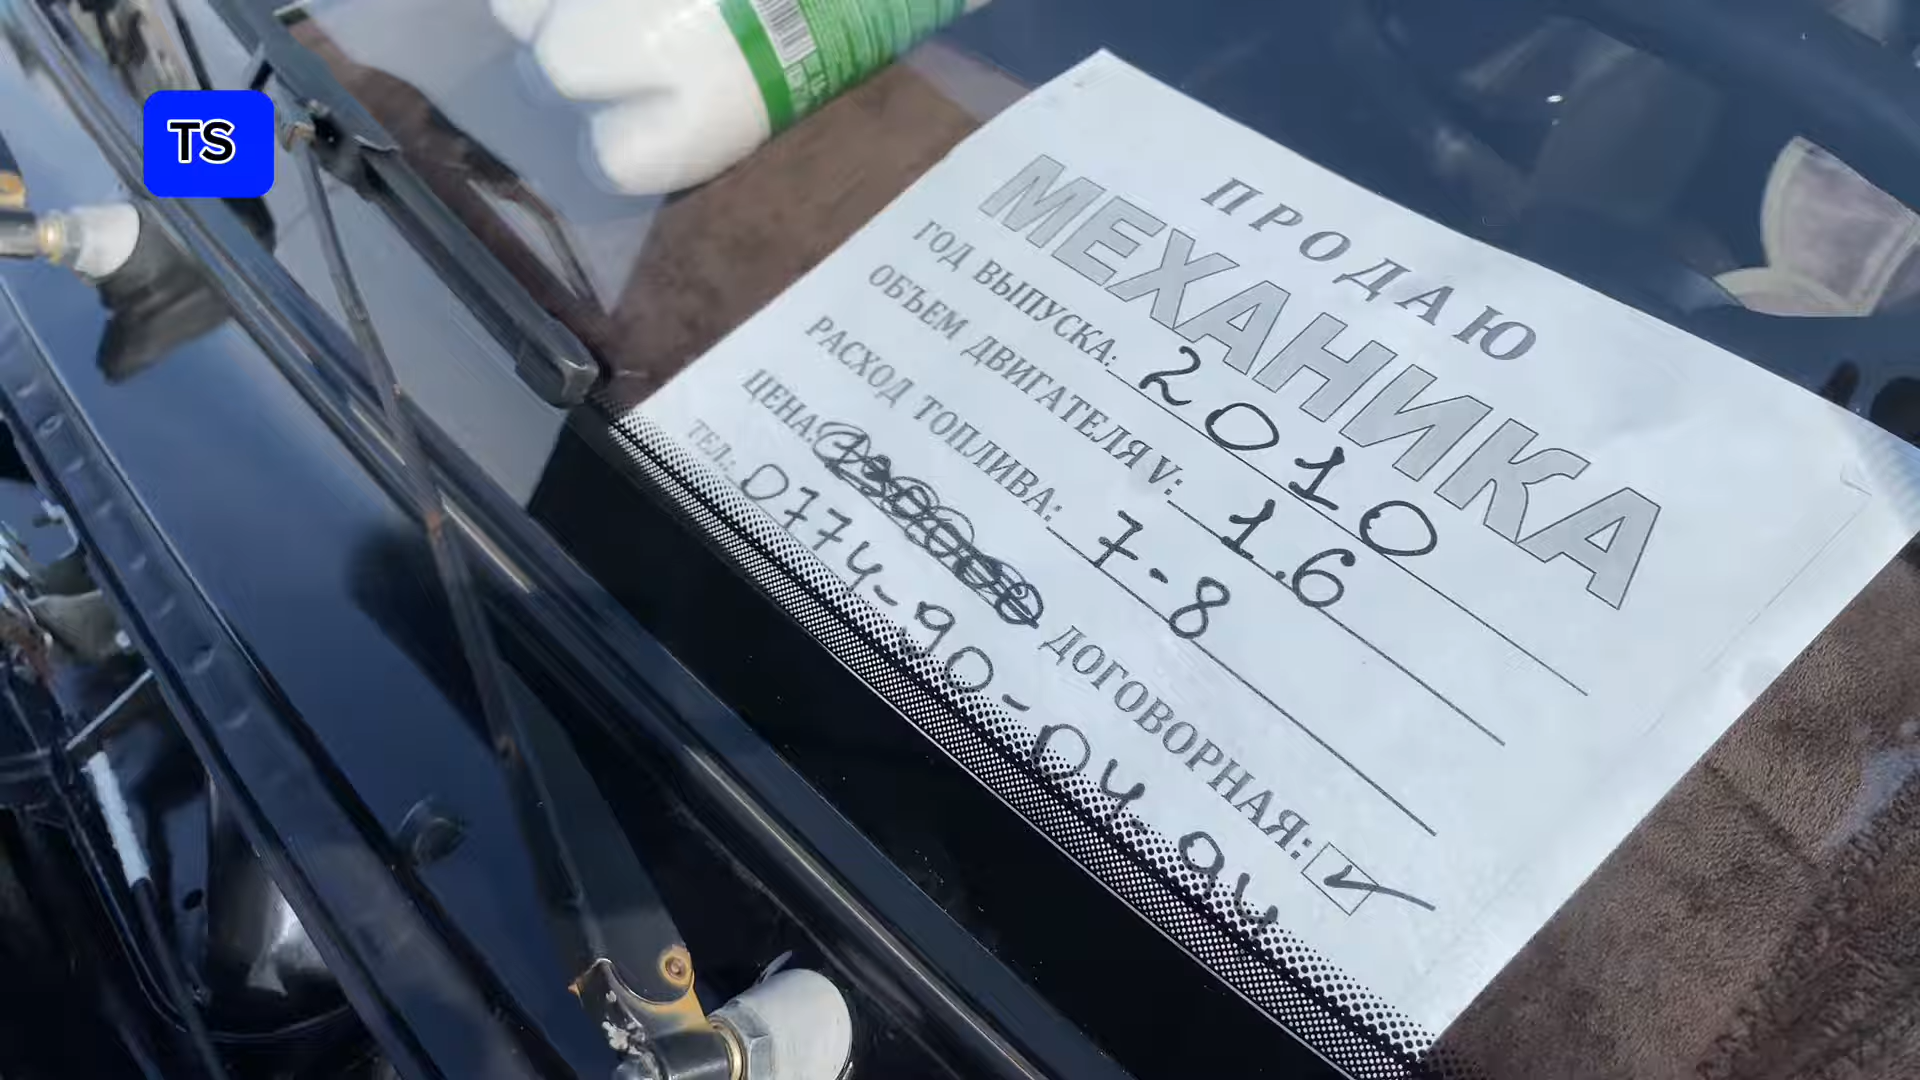 TS
ПРОДАЮ
МЕХАНИКА
ГОД ВЫПУСКА: 2010
ОБЪЕМ ДВИГАТЕЛЯ V: 1.6
РАСХОД ТОПЛИВА: 7-8
ЦЕНА: ДОГОВОРНАЯ:
ТЕЛ.: 0774-90-04-94